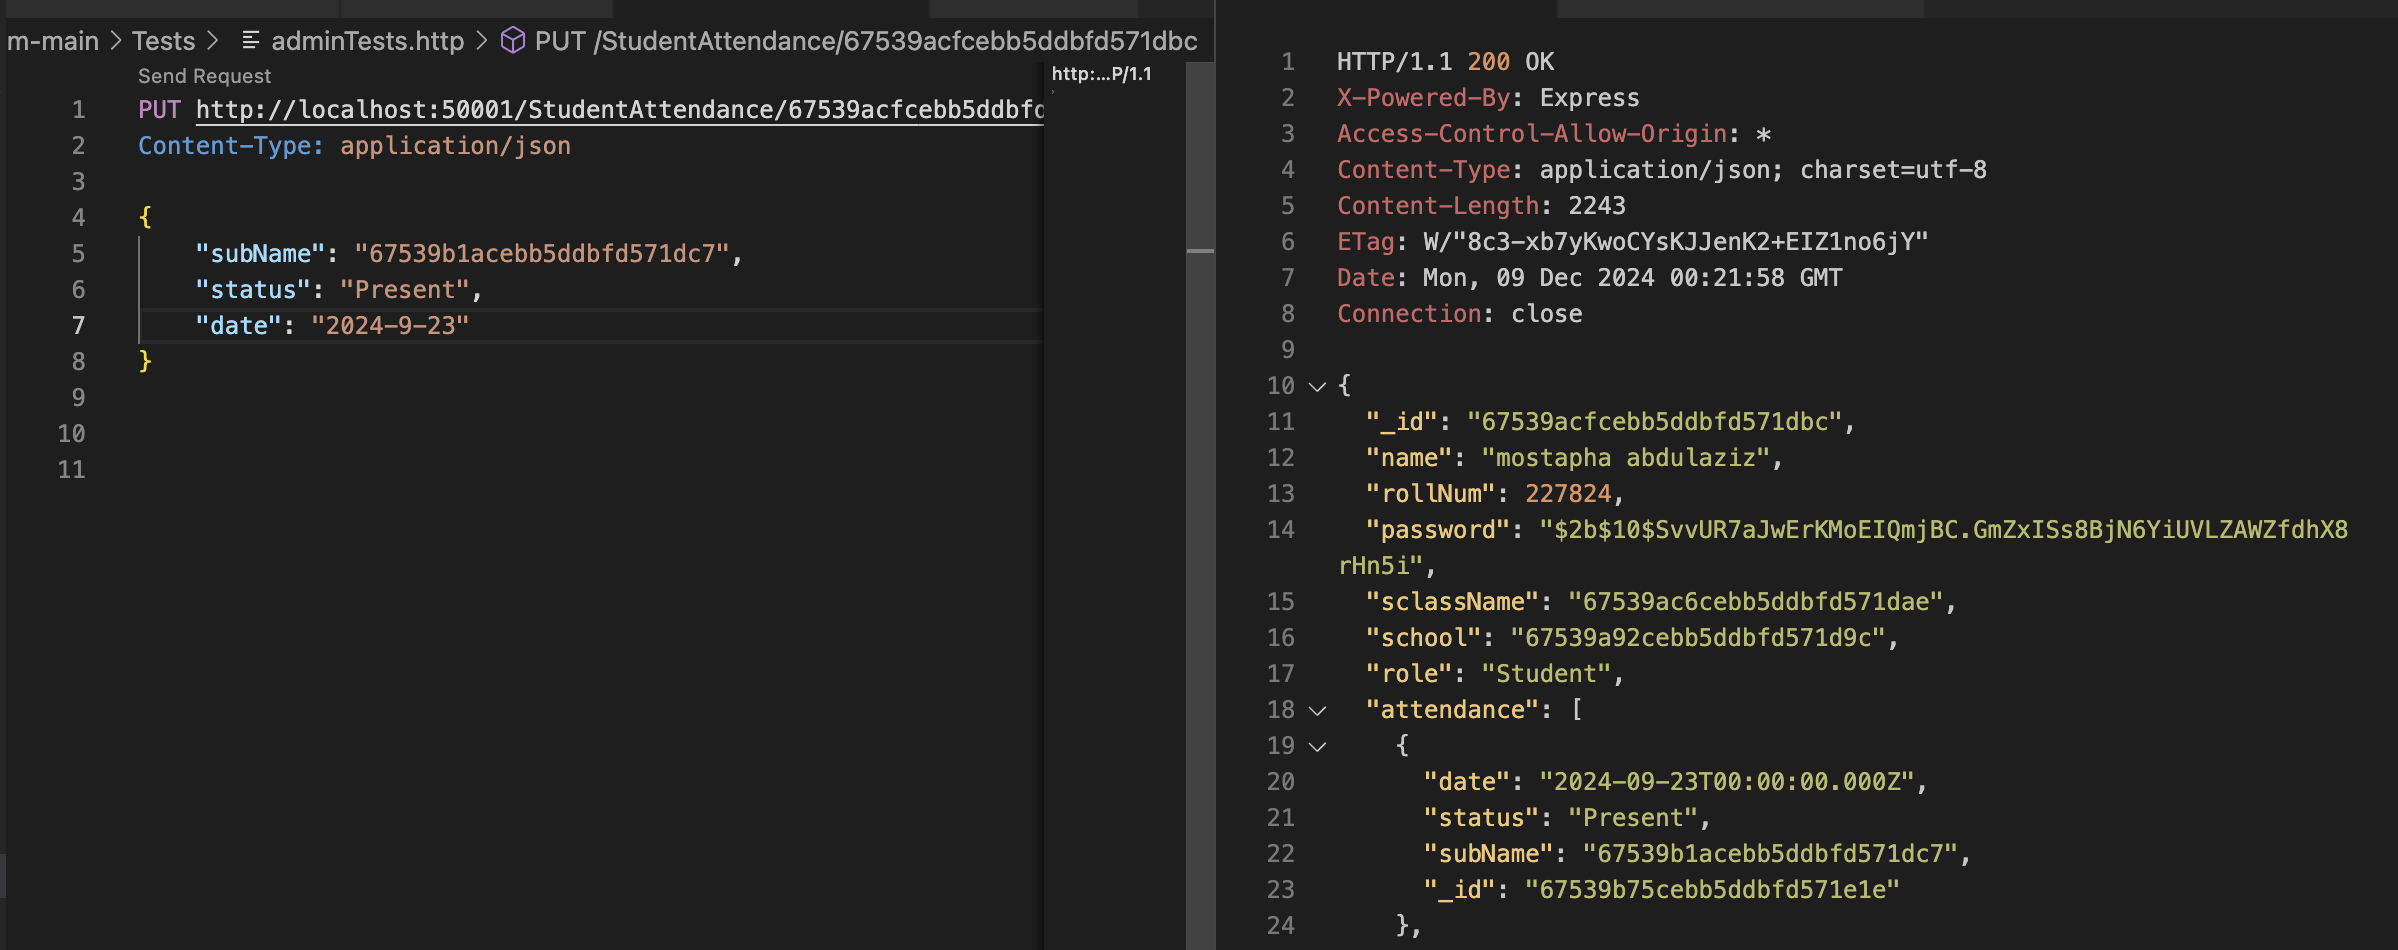 m-main > Tests > adminTests.http > PUT /StudentAttendance/67539acfcebb5ddbfd571dbc
Send Request
1 PUT http://localhost:50001/StudentAttendance/67539acfcebb5ddbfd
2 Content-Type: application/json
3
4 {
5 "subName": "67539b1acebb5ddbfd571dc7",
6 "status": "Present",
7 "date": "2024-9-23"
8 }
9
10
11
http:...P/1.1
1 HTTP/1.1 200 OK
2 X-Powered-By: Express
3 Access-Control-Allow-Origin: *
4 Content-Type: application/json; charset=utf-8
5 Content-Length: 2243
6 ETag: W/"8c3-xb7yKwoCYsKJJenK2+EIZ1no6jY"
7 Date: Mon, 09 Dec 2024 00:21:58 GMT
8 Connection: close
9
10 {
11 "_id": "67539acfcebb5ddbfd571dbc",
12 "name": "mostapha abdulaziz",
13 "rollNum": 227824,
14 "password": "$2b$10$SvvUR7aJwErKMoEIQmjBC.GmZxISs8BjN6YiUVLZAWZfdhX8
rHn5i",
15 "sclassName": "67539ac6cebb5ddbfd571dae",
16 "school": "67539a92cebb5ddbfd571d9c",
17 "role": "Student",
18 "attendance": [
19 {
20 "date": "2024-09-23T00:00:00.000Z",
21 "status": "Present",
22 "subName": "67539b1acebb5ddbfd571dc7",
23 "_id": "67539b75cebb5ddbfd571e1e"
24 },